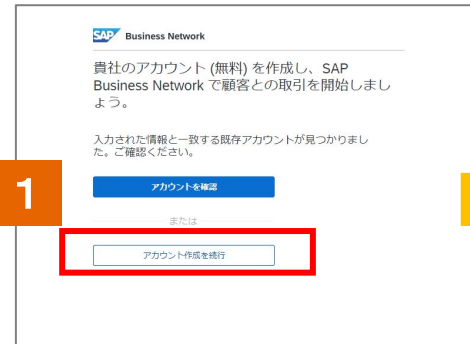 SAP Business Network
貴社のアカウント (無料) を作成し、SAP
Business Network で顧客との取引を開始しまし
ょう。
入力された情報と一致する既存アカウントが見つかりまし
た。ご確認ください。
1
アカウントを確認
または
アカウント作成を続行